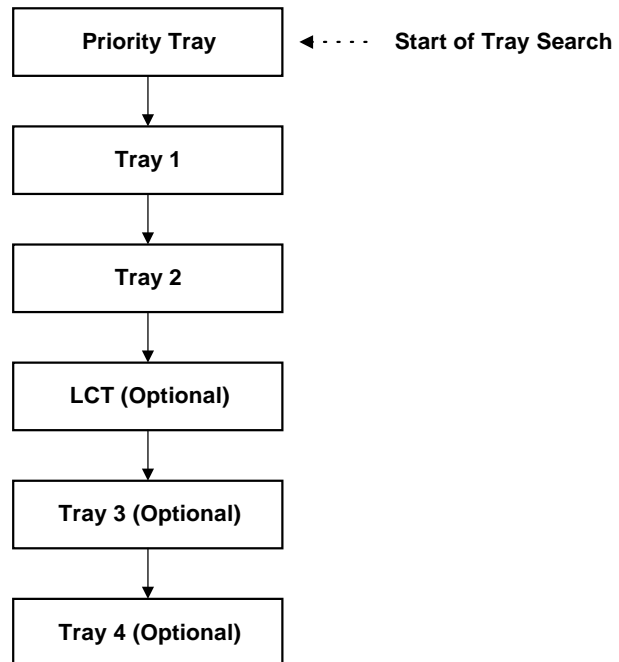 Priority Tray
Start of Tray Search
Tray 1
Tray 2
LCT (Optional)
Tray 3 (Optional)
Tray 4 (Optional)